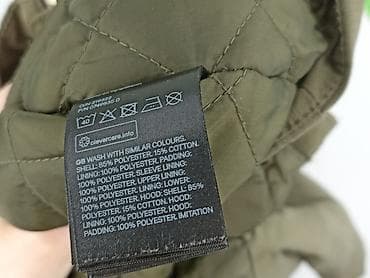 40
clevercare.info
GB WASH WITH SIMILAR COLOURS.
SHELL: 85% POLYESTER, 15% COTTON.
LINING: 100% POLYESTER. PADDING:
100% POLYESTER. SLEEVE LINING:
100% POLYESTER. UPPER LINING:
100% POLYESTER. LINING: LOWER:
100% POLYESTER. HOOD: SHELL: 85%
POLYESTER, 15% COTTON. HOOD: LINING:
100% POLYESTER. HOOD:
PADDING: 100% POLYESTER, IMITATION